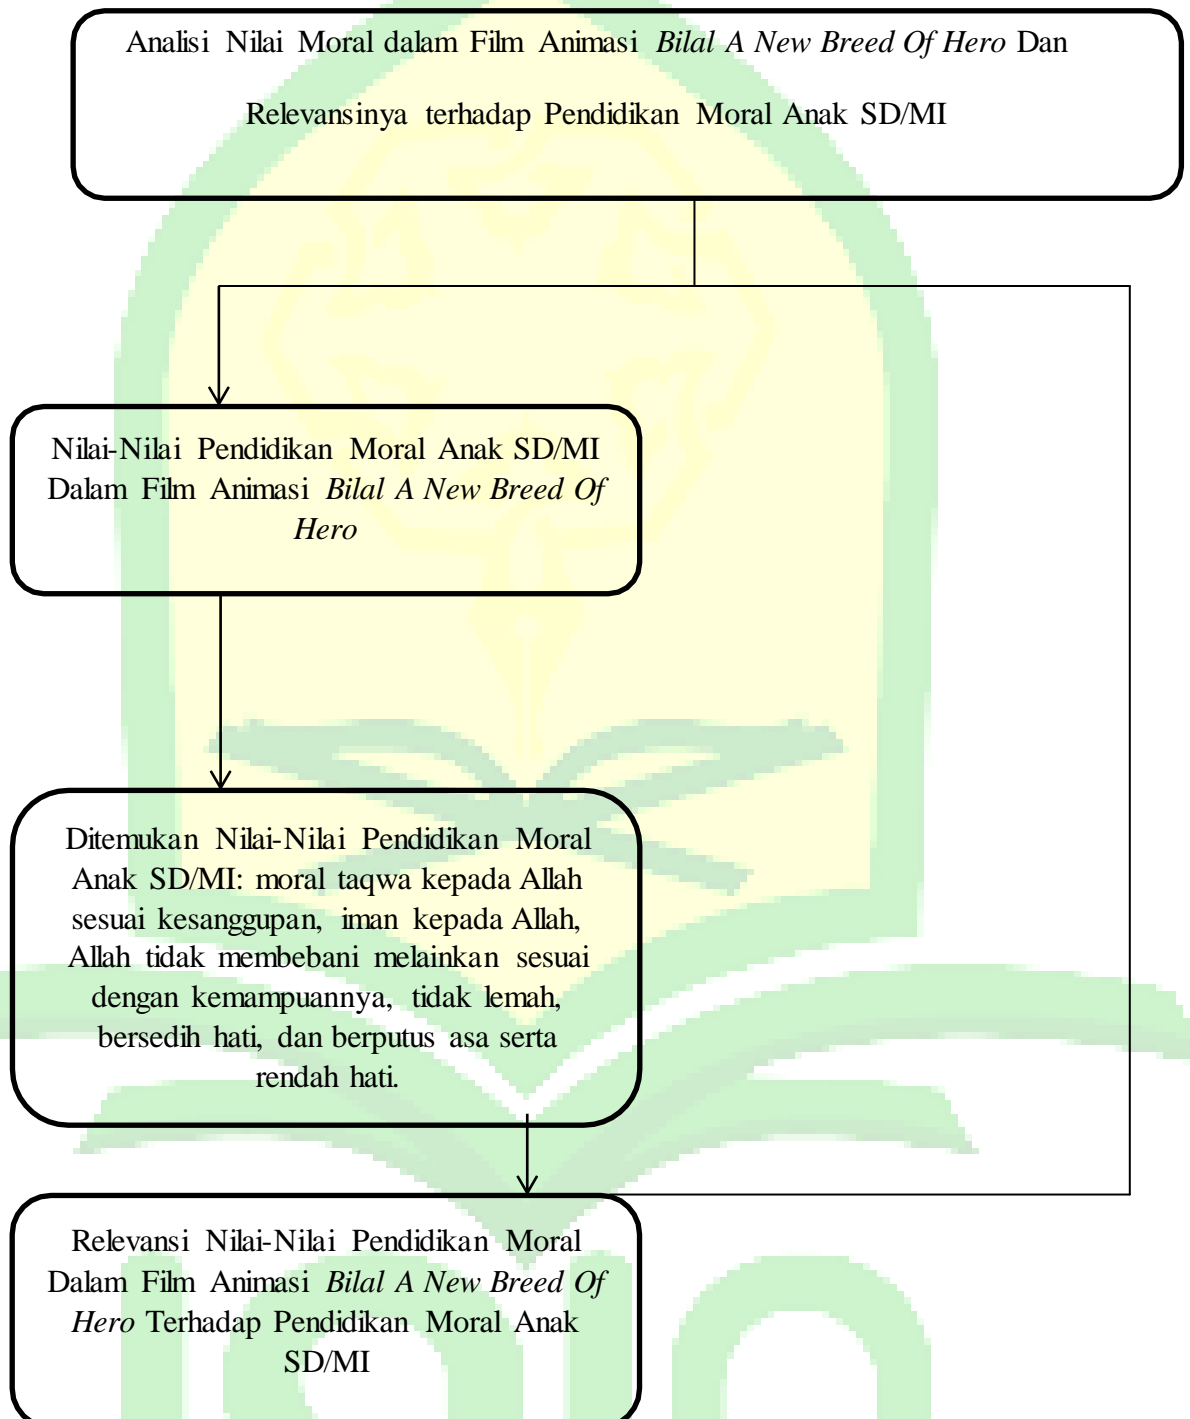 Analisi Nilai Moral dalam Film Animasi Bilal A New Breed Of Hero Dan
Relevansinya terhadap Pendidikan Moral Anak SD/MI
Nilai-Nilai Pendidikan Moral Anak SD/MI
Dalam Film Animasi Bilal A New Breed Of
Hero
Ditemukan Nilai-Nilai Pendidikan Moral
Anak SD/MI: moral taqwa kepada Allah
sesuai kesanggupan, iman kepada Allah,
Allah tidak membebani melainkan sesuai
dengan kemampuannya, tidak lemah,
bersedih hati, dan berputus asa serta
rendah hati.
Relevansi Nilai-Nilai Pendidikan Moral
Dalam Film Animasi Bilal A New Breed Of
Hero Terhadap Pendidikan Moral Anak
SD/MI